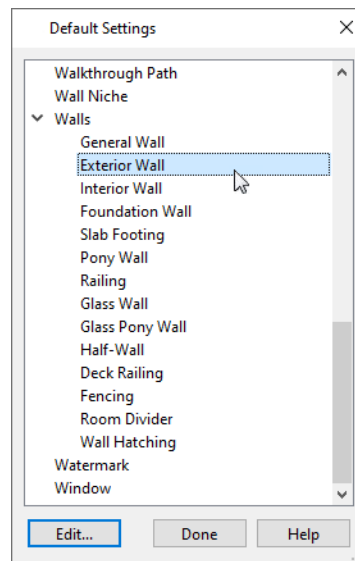 Default Settings
Walkthrough Path
Wall Niche
Walls
General Wall
Exterior Wall
Interior Wall
Foundation Wall
Slab Footing
Pony Wall
Railing
Glass Wall
Glass Pony Wall
Half-Wall
Deck Railing
Fencing
Room Divider
Wall Hatching
Watermark
Window
Edit... Done Help